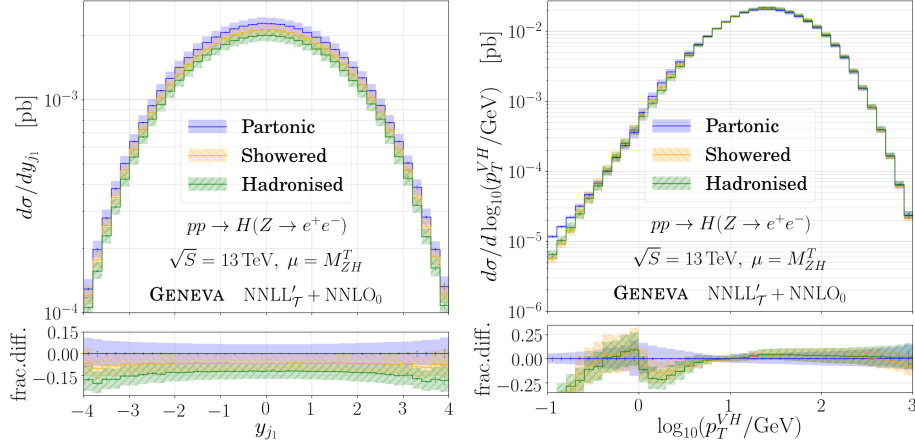 dσ/dy_{j_1} [pb]
10^{-3}
10^{-4}
Partonic
Showered
Hadronised
pp → H(Z → e^+e^-)
√S = 13 TeV, μ = M^T_{ZH}
GENEVA NNLL'_𝒯 + NNLO_0
frac.diff.
0.15
0.00
−0.15
−4 −3 −2 −1 0 1 2 3 4
y_{j_1}
dσ/d log_{10}(p_T^{VH}/GeV) [pb]
10^{-2}
10^{-3}
10^{-4}
10^{-5}
10^{-6}
Partonic
Showered
Hadronised
pp → H(Z → e^+e^-)
√S = 13 TeV, μ = M^T_{ZH}
GENEVA NNLL'_𝒯 + NNLO_0
frac.diff.
0.25
0.00
−0.25
−1 0 1 2 3
log_{10}(p_T^{VH}/GeV)